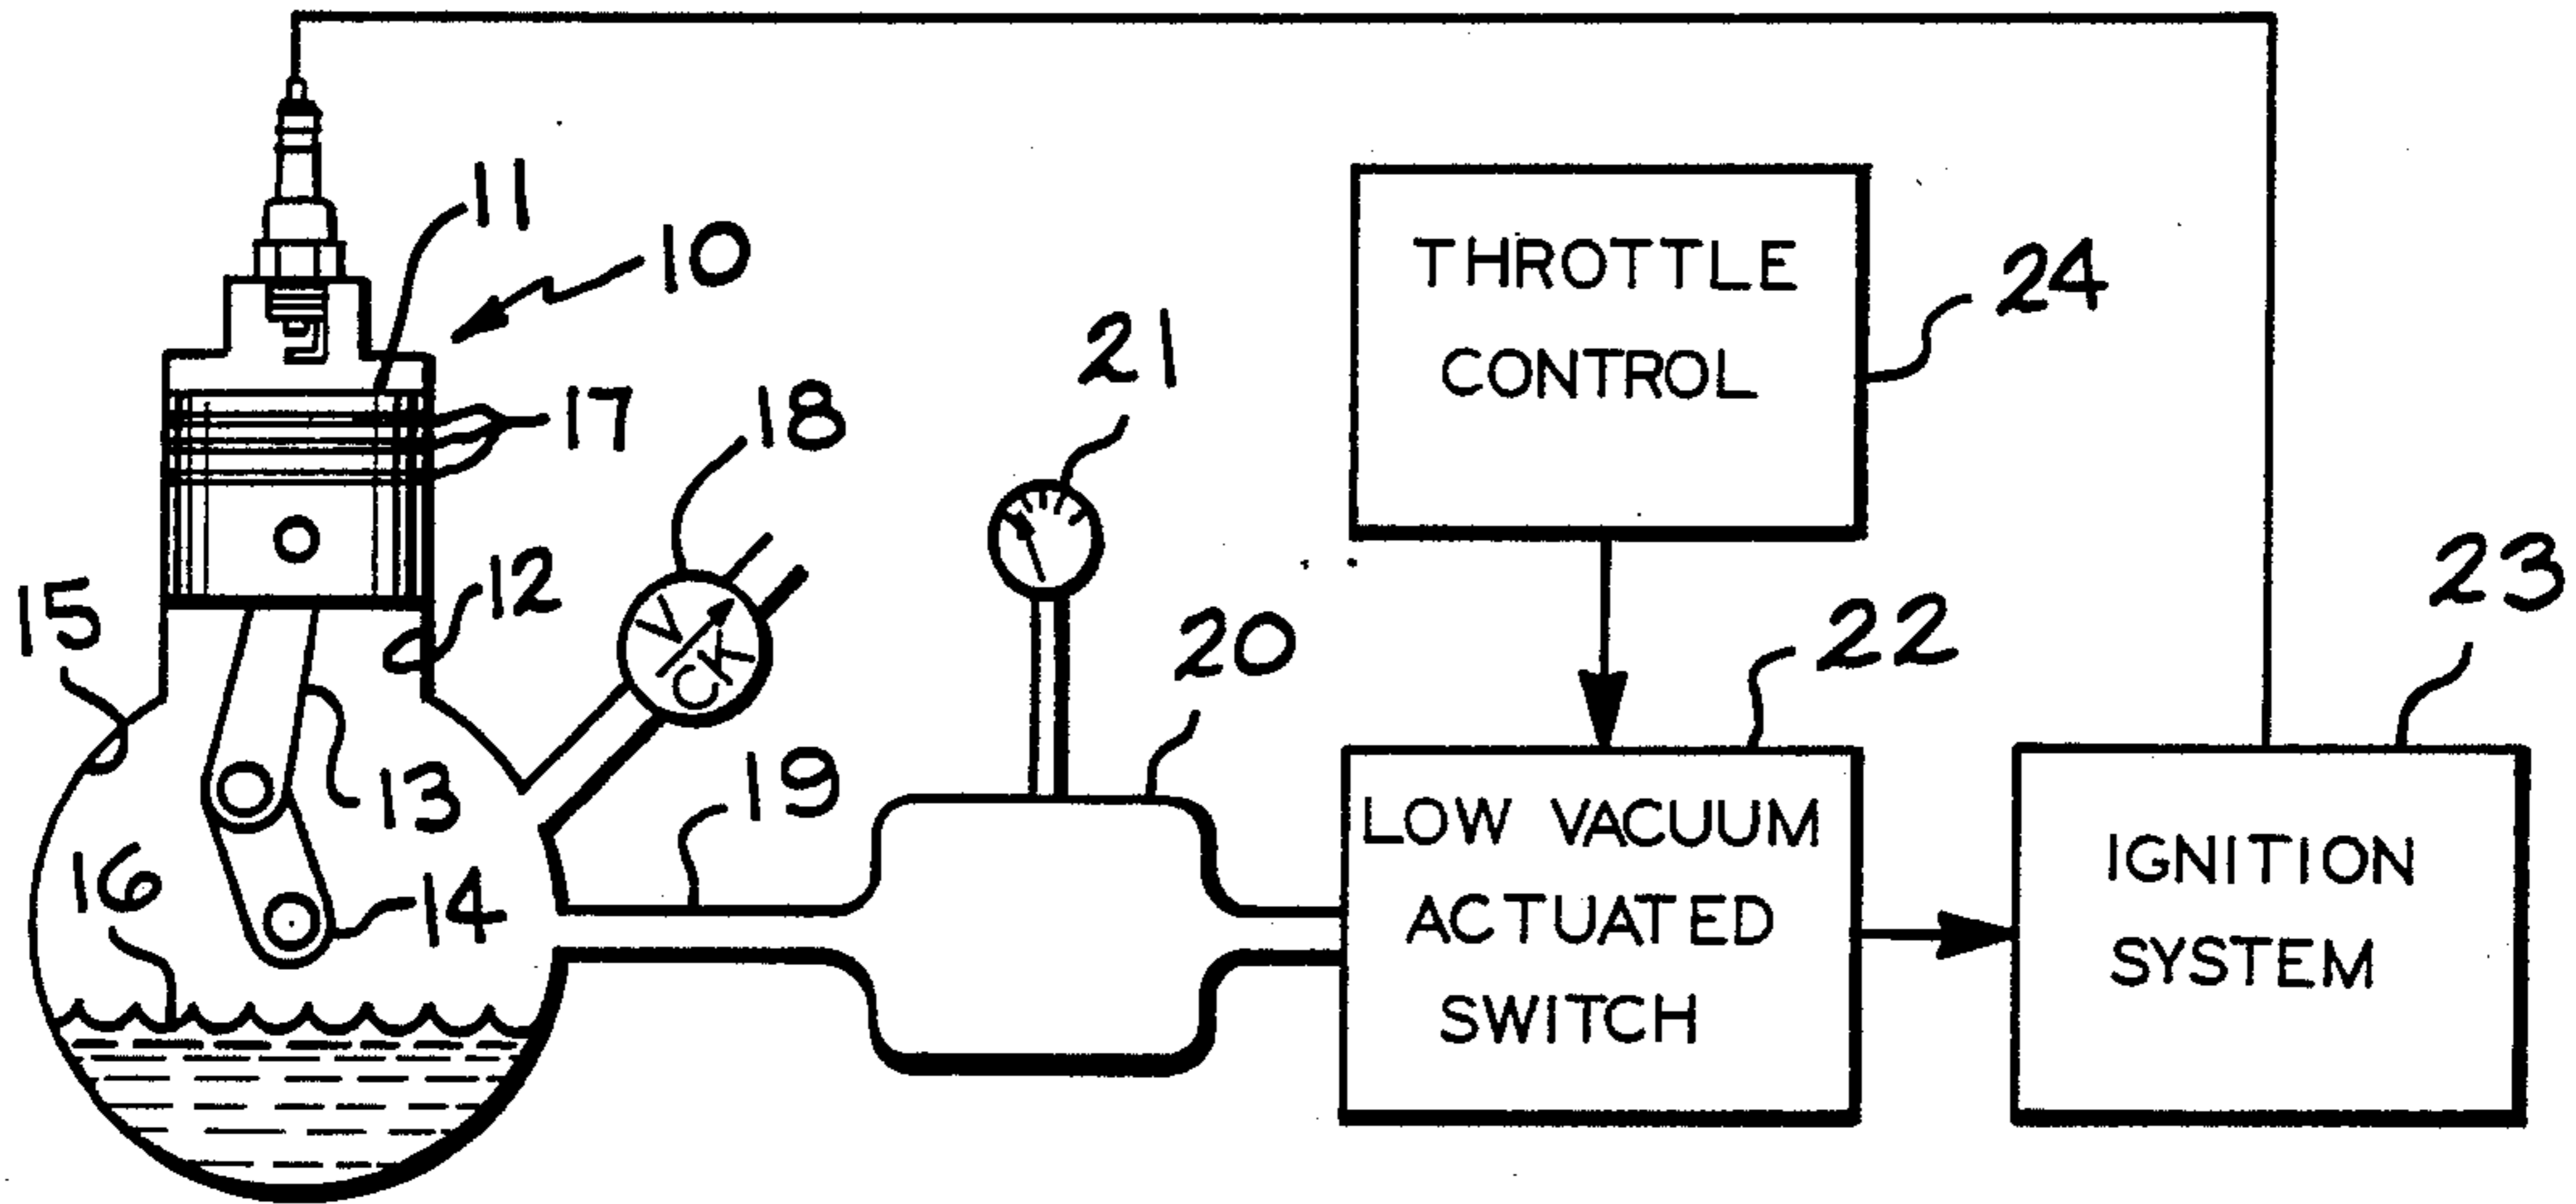 11
10
THROTTLE
CONTROL
24
21
17
18
12
15
V
CK
20
22
23
13
19
LOW VACUUM
ACTUATED
SWITCH
IGNITION
SYSTEM
16
14